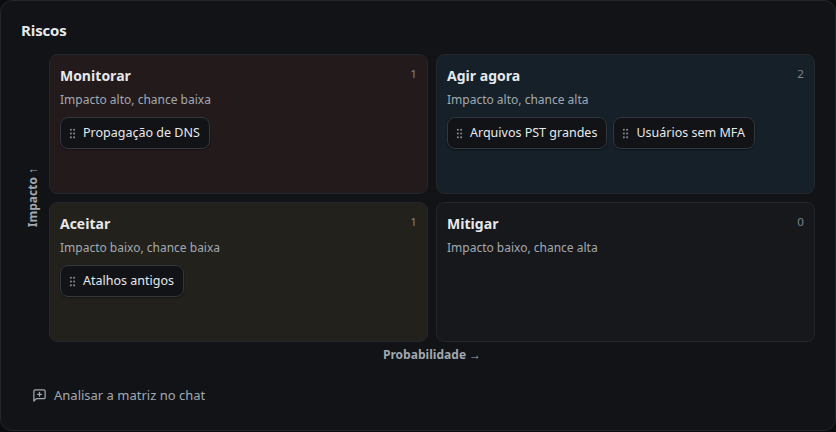 Riscos
Monitorar 1
Impacto alto, chance baixa
Propagação de DNS
Agir agora 2
Impacto alto, chance alta
Arquivos PST grandes
Usuários sem MFA
Impacto ↑
Aceitar 1
Impacto baixo, chance baixa
Atalhos antigos
Mitigar 0
Impacto baixo, chance alta
Probabilidade →
Analisar a matriz no chat